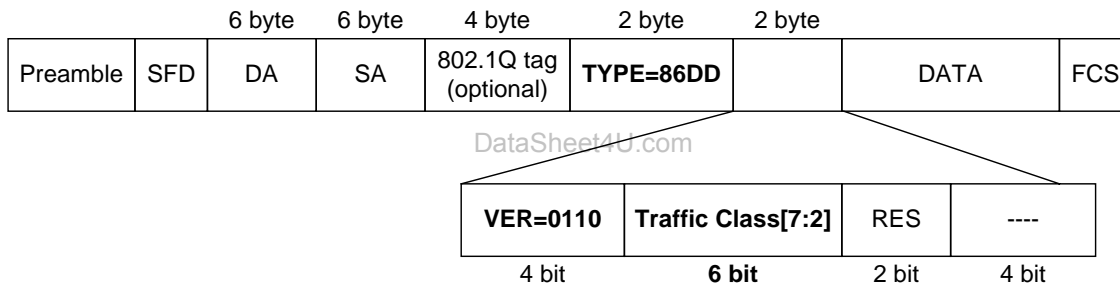 6 byte 6 byte 4 byte 2 byte 2 byte
Preamble SFD DA SA 802.1Q tag (optional) TYPE=86DD DATA FCS
DataSheet4U.com
VER=0110 Traffic Class[7:2] RES ----
4 bit 6 bit 2 bit 4 bit